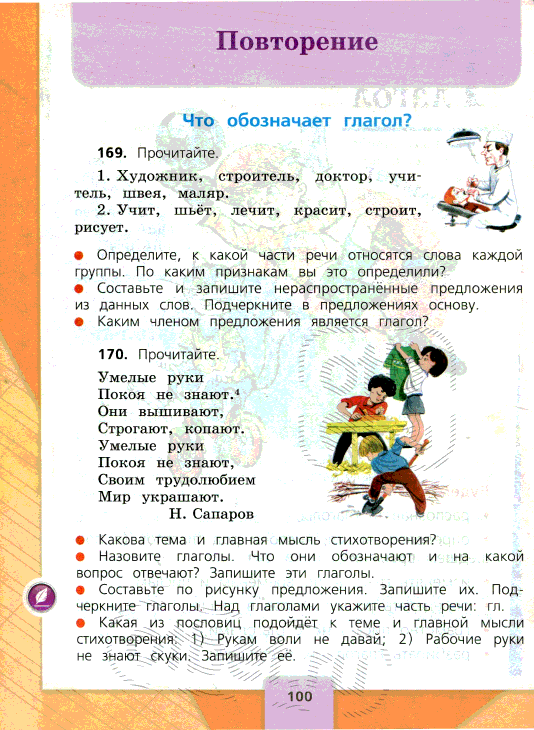 Повторение
Что обозначает глагол?
169. Прочитайте.
1. Художник, строитель, доктор, учи-
тель, швея, маляр.
2. Учит, шьёт, лечит, красит, строит,
рисует.
• Определите, к какой части речи относятся слова каждой
группы. По каким признакам вы это определили?
• Составьте и запишите нераспространённые предложения
из данных слов. Подчеркните в предложениях основу.
• Каким членом предложения является глагол?
170. Прочитайте.
Умелые руки
Покоя не знают.⁴
Они вышивают,
Строгают, копают.
Умелые руки
Покоя не знают,
Своим трудолюбием
Мир украшают.
Н. Сапаров
• Какова тема и главная мысль стихотворения?
• Назовите глаголы. Что они обозначают и на какой
вопрос отвечают? Запишите эти глаголы.
• Составьте по рисунку предложения. Запишите их. Под-
черкните глаголы. Над глаголами укажите часть речи: гл.
• Какая из пословиц подойдёт к теме и главной мысли
стихотворения: 1) Рукам воли не давай; 2) Рабочие руки
не знают скуки. Запишите её.
100